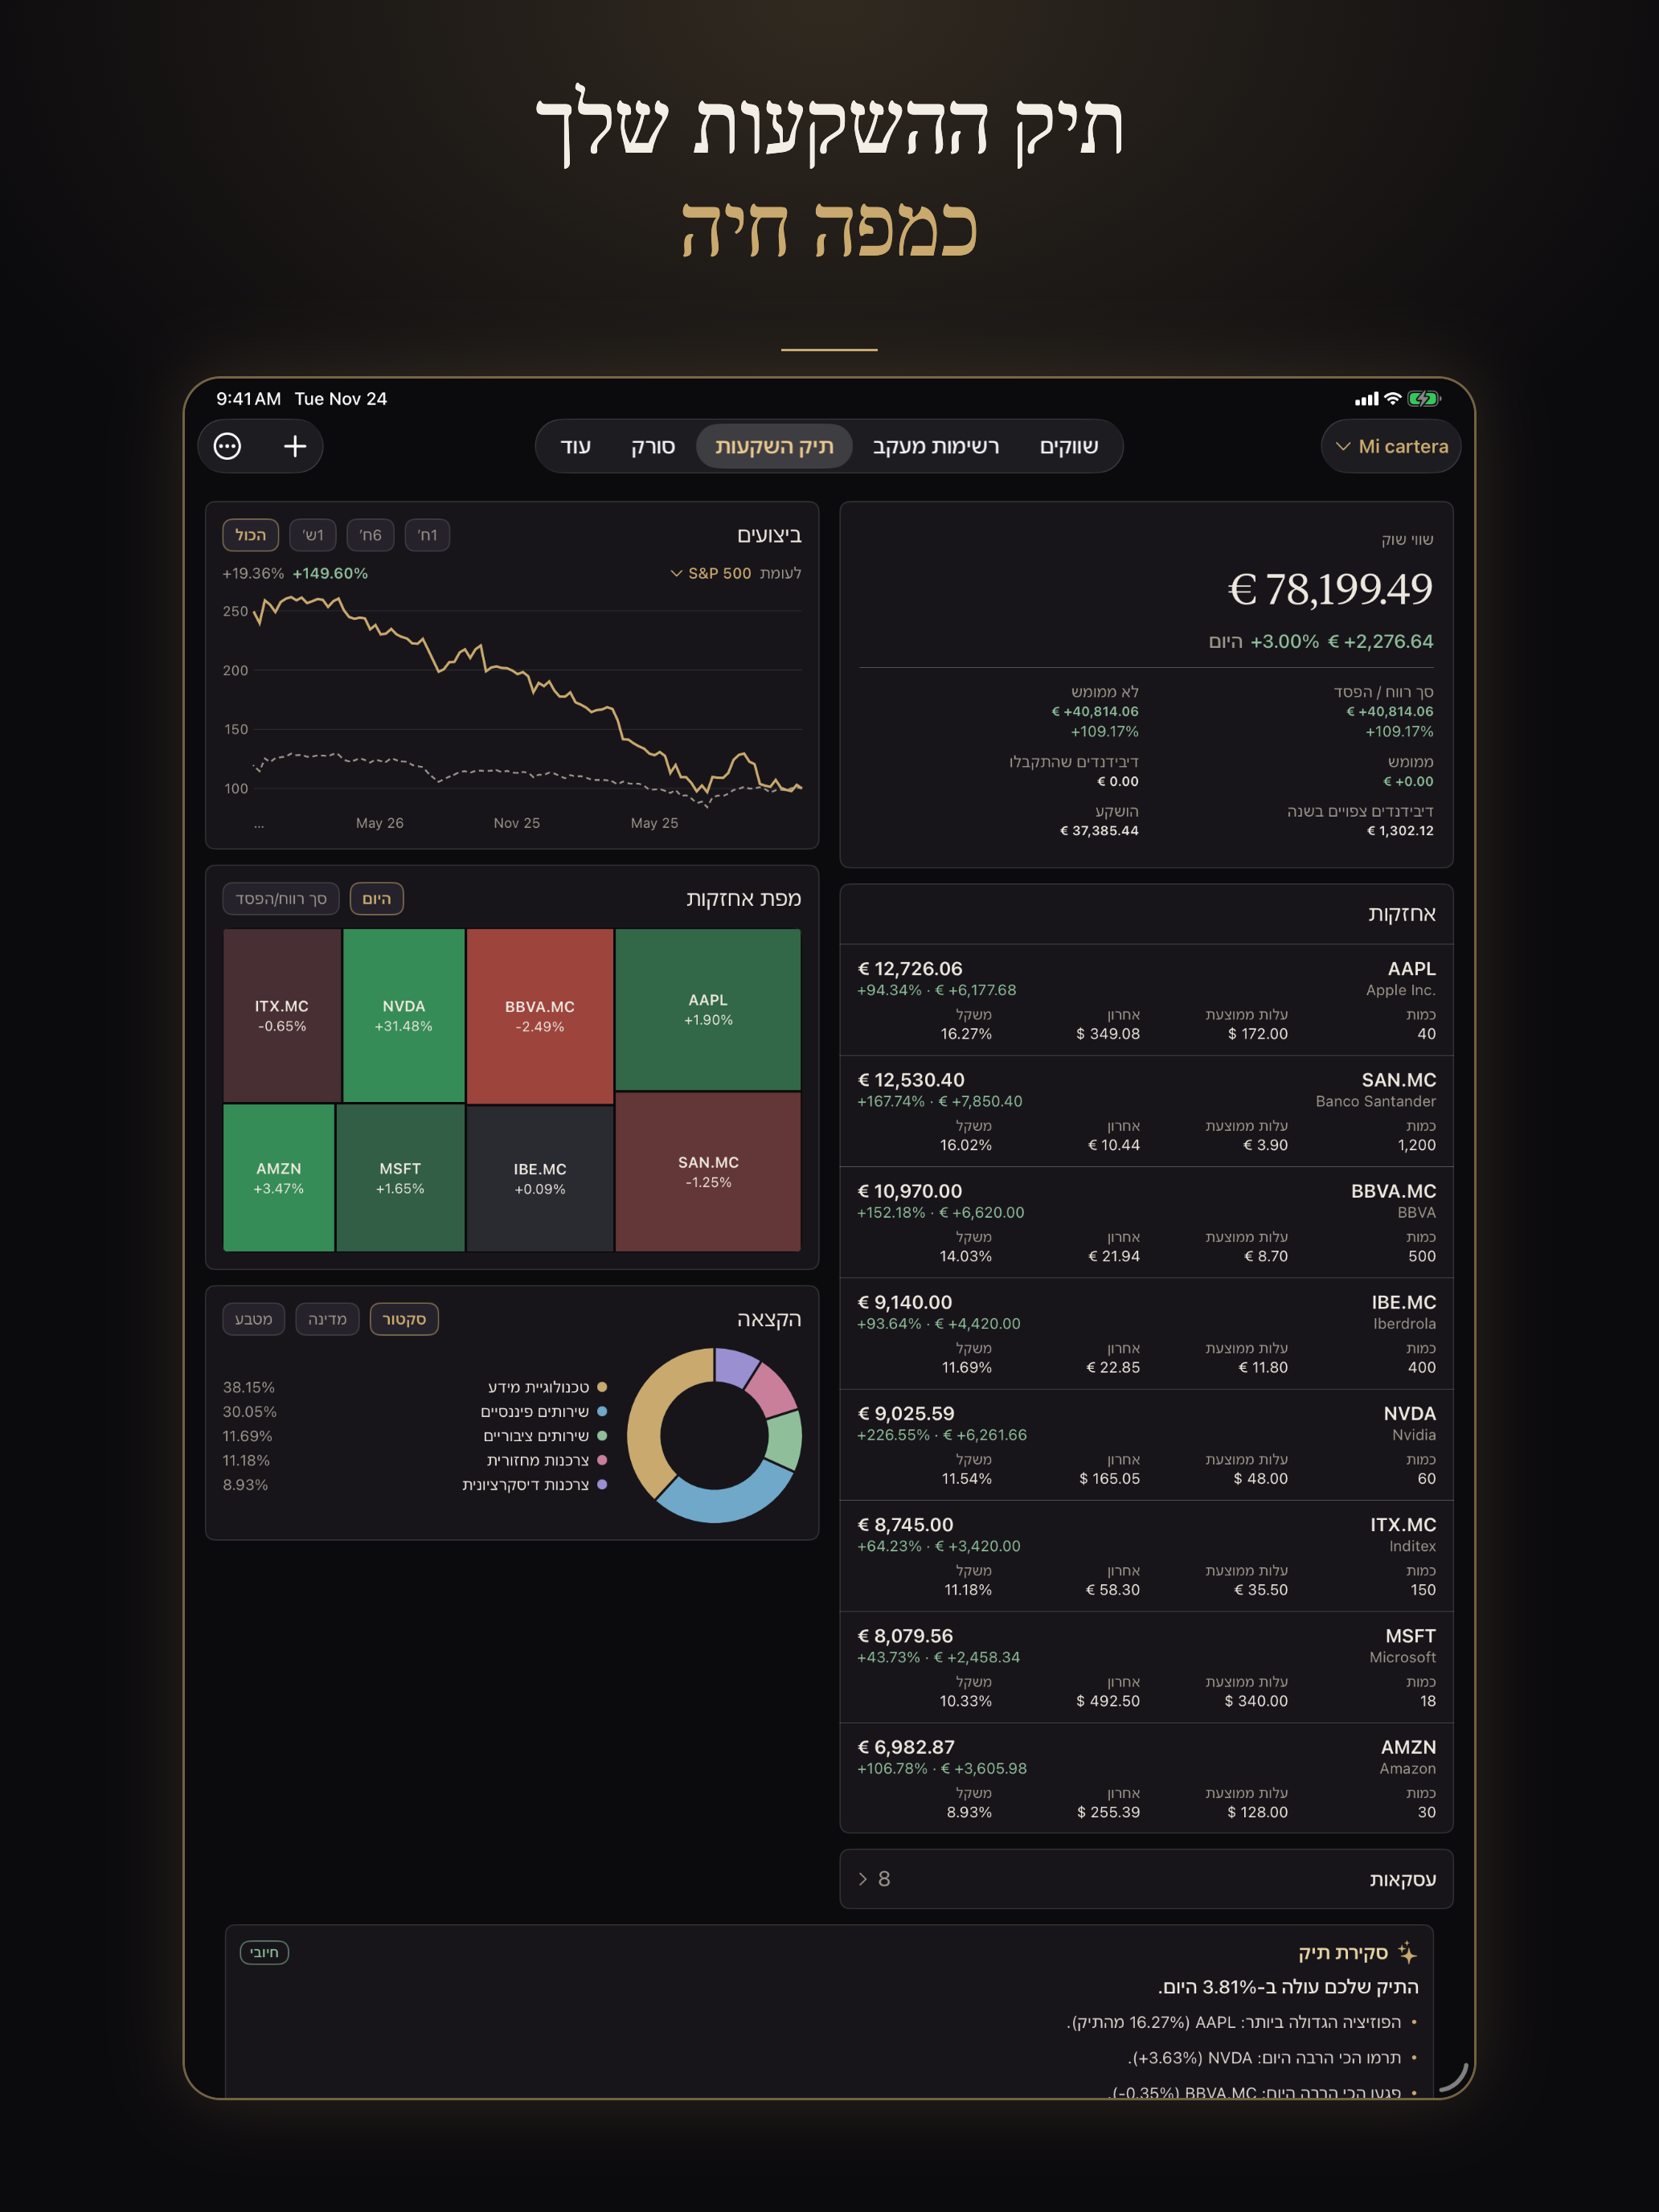 תיק ההשקעות שלך
כמפה חיה
9:41 AM Tue Nov 24
Mi cartera
שווקים
רשימות מעקב
תיק השקעות
סורק
עוד
שווי שוק
€ 78,199.49
€ +2,276.64 +3.00% היום
סך רווח / הפסד
€ +40,814.06
+109.17%
לא ממומש
€ +40,814.06
+109.17%
ממומש
€ +0.00
דיבידנדים שהתקבלו
€ 0.00
דיבידנדים צפויים בשנה
€ 1,302.12
הושקע
€ 37,385.44
אחזקות
AAPL € 12,726.06
Apple Inc. +94.34% · € +6,177.68
כמות עלות ממוצעת אחרון משקל
40 $ 172.00 $ 349.08 16.27%
SAN.MC € 12,530.40
Banco Santander +167.74% · € +7,850.40
כמות עלות ממוצעת אחרון משקל
1,200 € 3.90 € 10.44 16.02%
BBVA.MC € 10,970.00
BBVA +152.18% · € +6,620.00
כמות עלות ממוצעת אחרון משקל
500 € 8.70 € 21.94 14.03%
IBE.MC € 9,140.00
Iberdrola +93.64% · € +4,420.00
כמות עלות ממוצעת אחרון משקל
400 € 11.80 € 22.85 11.69%
NVDA € 9,025.59
Nvidia +226.55% · € +6,261.66
כמות עלות ממוצעת אחרון משקל
60 $ 48.00 $ 165.05 11.54%
ITX.MC € 8,745.00
Inditex +64.23% · € +3,420.00
כמות עלות ממוצעת אחרון משקל
150 € 35.50 € 58.30 11.18%
MSFT € 8,079.56
Microsoft +43.73% · € +2,458.34
כמות עלות ממוצעת אחרון משקל
18 $ 340.00 $ 492.50 10.33%
AMZN € 6,982.87
Amazon +106.78% · € +3,605.98
כמות עלות ממוצעת אחרון משקל
30 $ 128.00 $ 255.39 8.93%
עסקאות 8
ביצועים
1ח׳ 6ח׳ 1ש׳ הכול
לעומת S&P 500
+149.60% +19.36%
250
200
150
100
... May 26 Nov 25 May 25
מפת אחזקות
היום סך רווח/הפסד
AAPL
+1.90%
BBVA.MC
-2.49%
NVDA
+31.48%
ITX.MC
-0.65%
SAN.MC
-1.25%
IBE.MC
+0.09%
MSFT
+1.65%
AMZN
+3.47%
הקצאה
סקטור מדינה מטבע
טכנולוגיית מידע 38.15%
שירותים פיננסיים 30.05%
שירותים ציבוריים 11.69%
צרכנות מחזורית 11.18%
צרכנות דיסקרציונית 8.93%
סקירת תיק חיובי
התיק שלכם עולה ב-3.81% היום.
• הפוזיציה הגדולה ביותר: AAPL (16.27% מהתיק).
• תרמו הכי הרבה היום: NVDA (+3.63%).
• פגעו הכי הרבה היום: BBVA.MC (-0.35%).